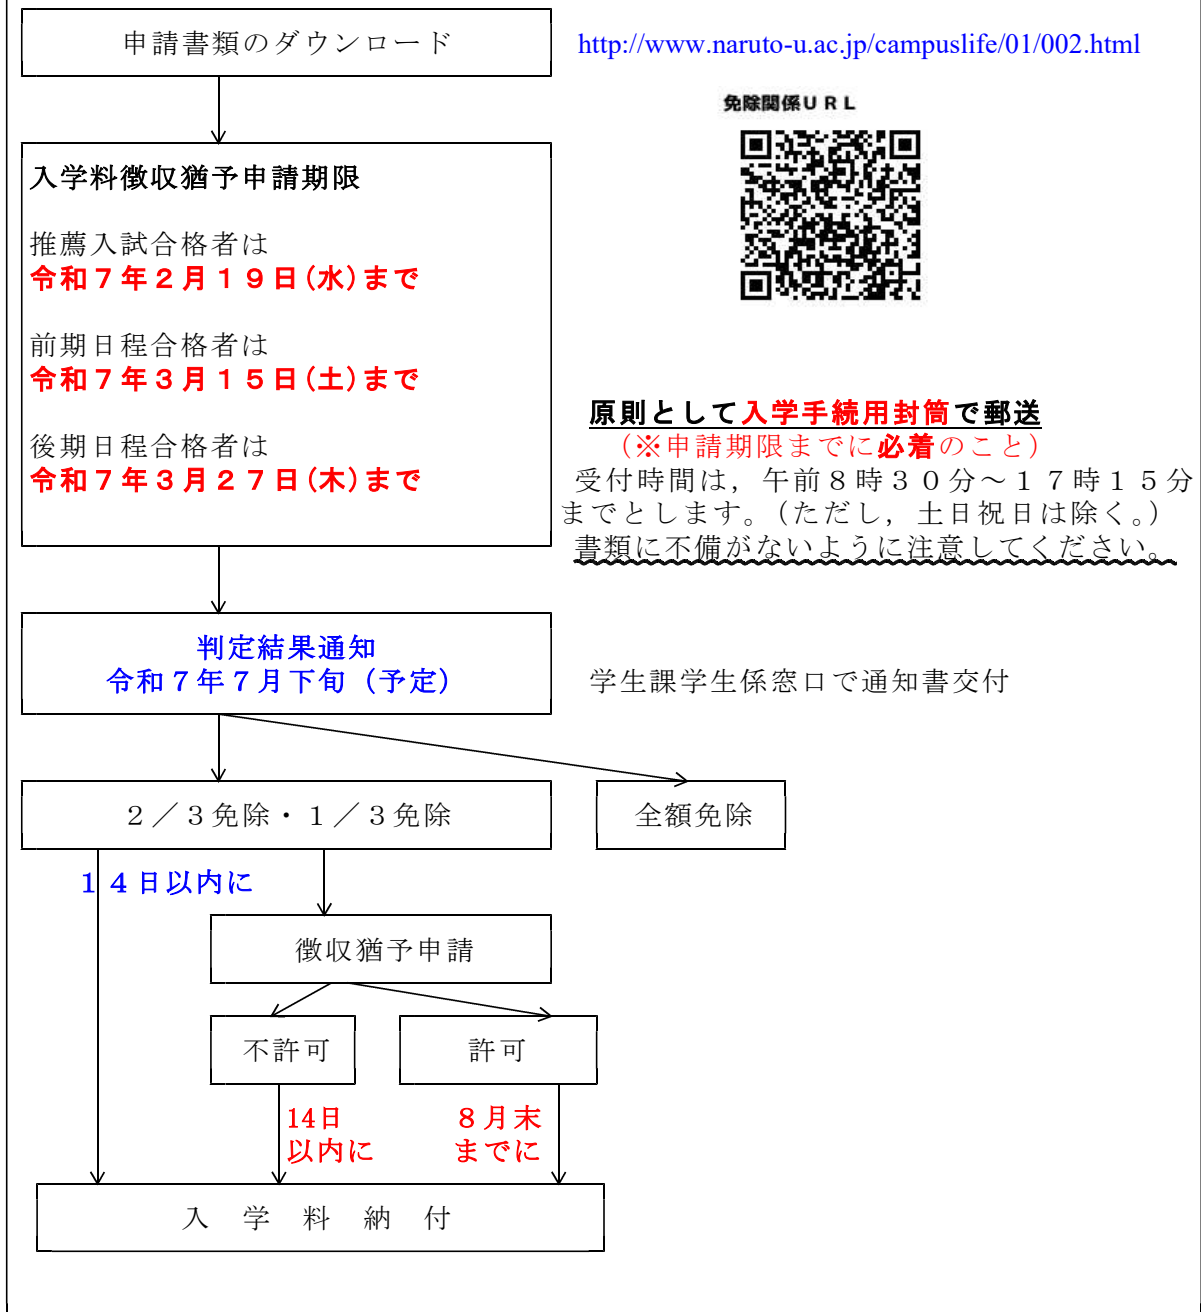 申請書類のダウンロード
http://www.naruto-u.ac.jp/campuslife/01/002.html
免除関係ＵＲＬ
入学料徴収猶予申請期限
推薦入試合格者は
令和７年２月１９日(水)まで
前期日程合格者は
令和７年３月１５日(土)まで
後期日程合格者は
令和７年３月２７日(木)まで
原則として入学手続用封筒で郵送
（※申請期限までに必着のこと）
受付時間は，午前８時３０分～１７時１５分
までとします。（ただし，土日祝日は除く。）
書類に不備がないように注意してください。
判定結果通知
令和７年７月下旬（予定）
学生課学生係窓口で通知書交付
２／３免除・１／３免除
全額免除
１４日以内に
徴収猶予申請
不許可
許可
14日
以内に
８月末
までに
入　学　料　納　付